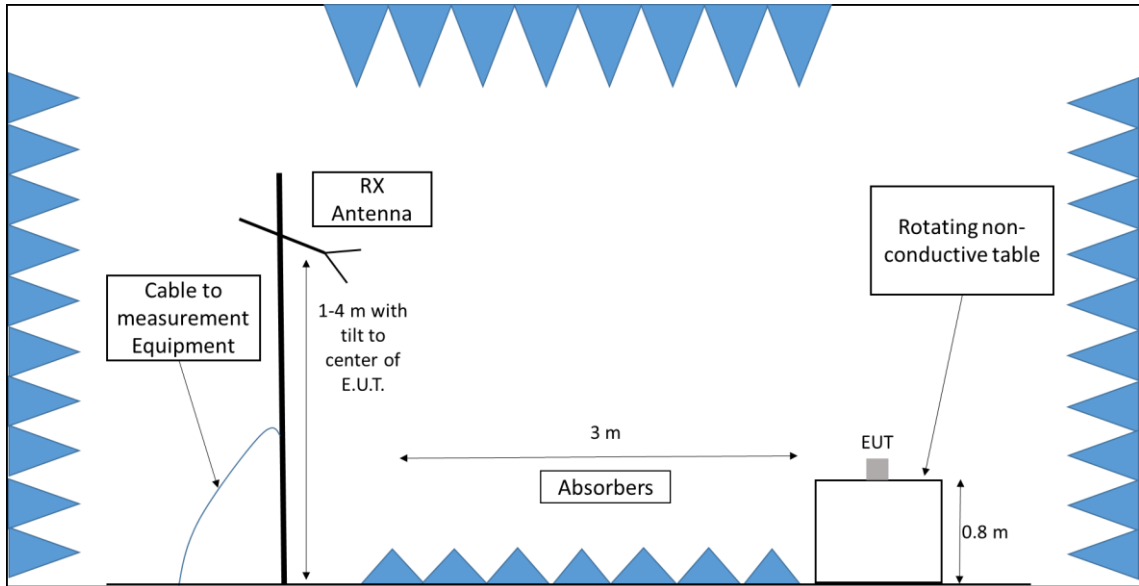 RX
Antenna
Rotating non-
conductive table
Cable to
measurement
Equipment
1-4 m with
tilt to
center of
E.U.T.
3 m
Absorbers
EUT
0.8 m